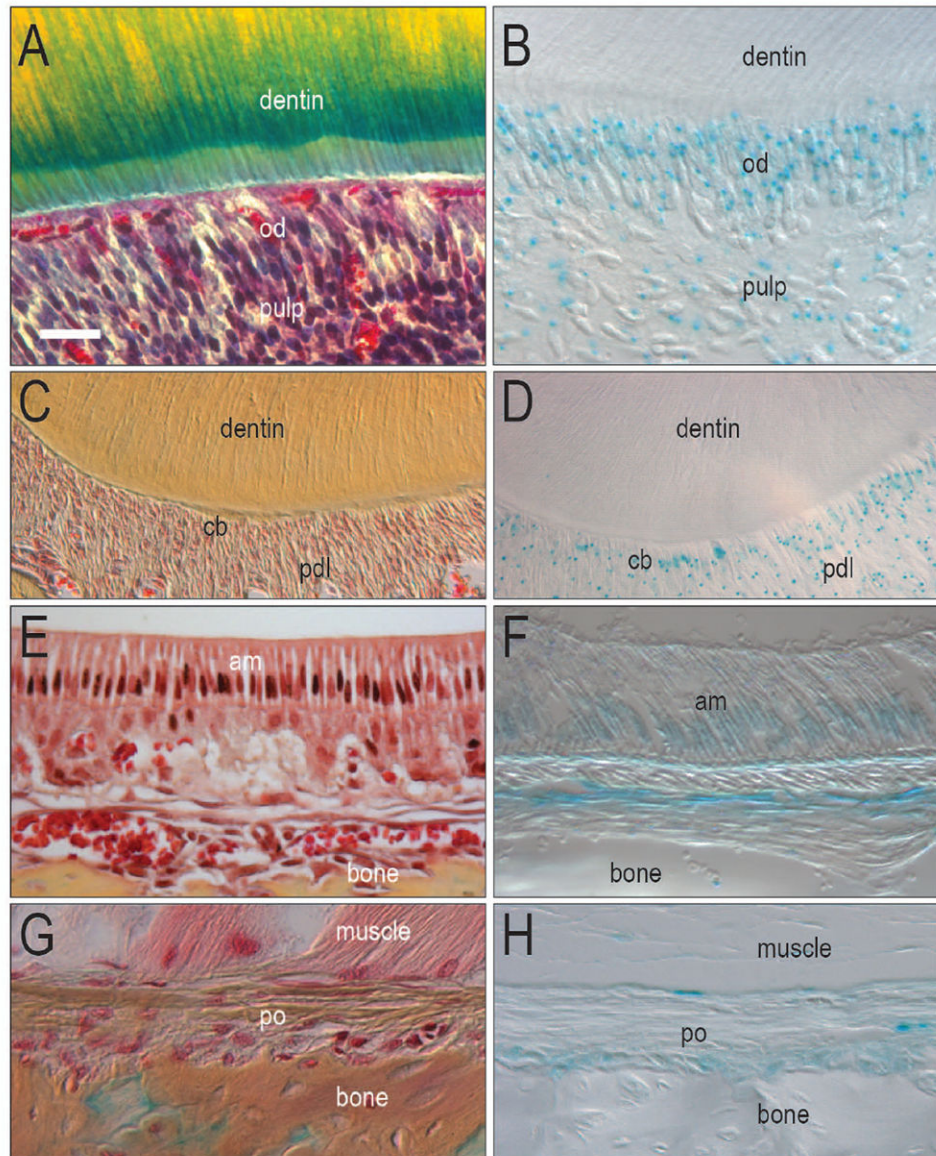 A
dentin
od
pulp
B
dentin
od
pulp
C
dentin
cb
pdl
D
dentin
cb
pdl
E
am
bone
F
am
bone
G
muscle
po
bone
H
muscle
po
bone